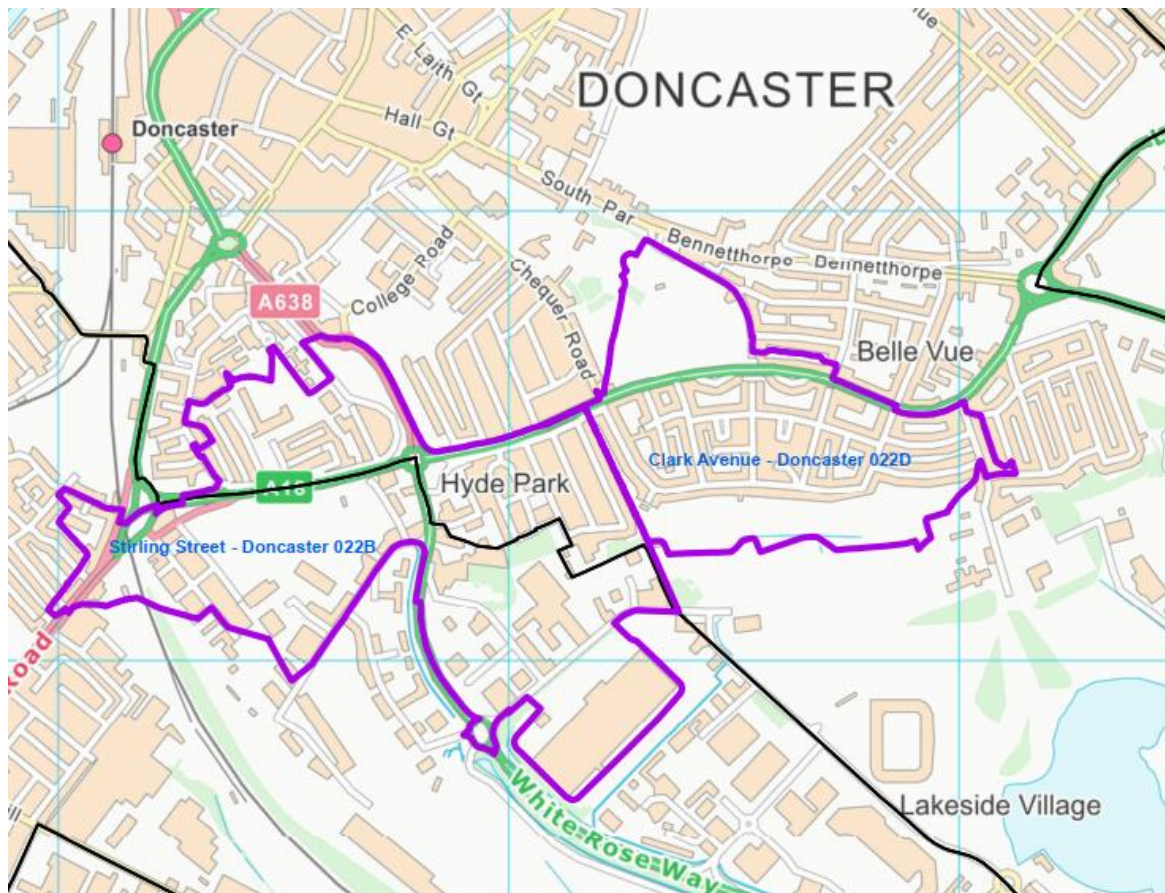 E Laith Gt
DONCASTER
Doncaster
Hall Gt
South Par
Bennetthorpe
Bennetthorpe
College Road
Chequer Road
A638
Belle Vue
Clark Avenue - Doncaster 022D
Hyde Park
A18
Stirling Street - Doncaster 022B
Road
White Rose Way
Lakeside Village